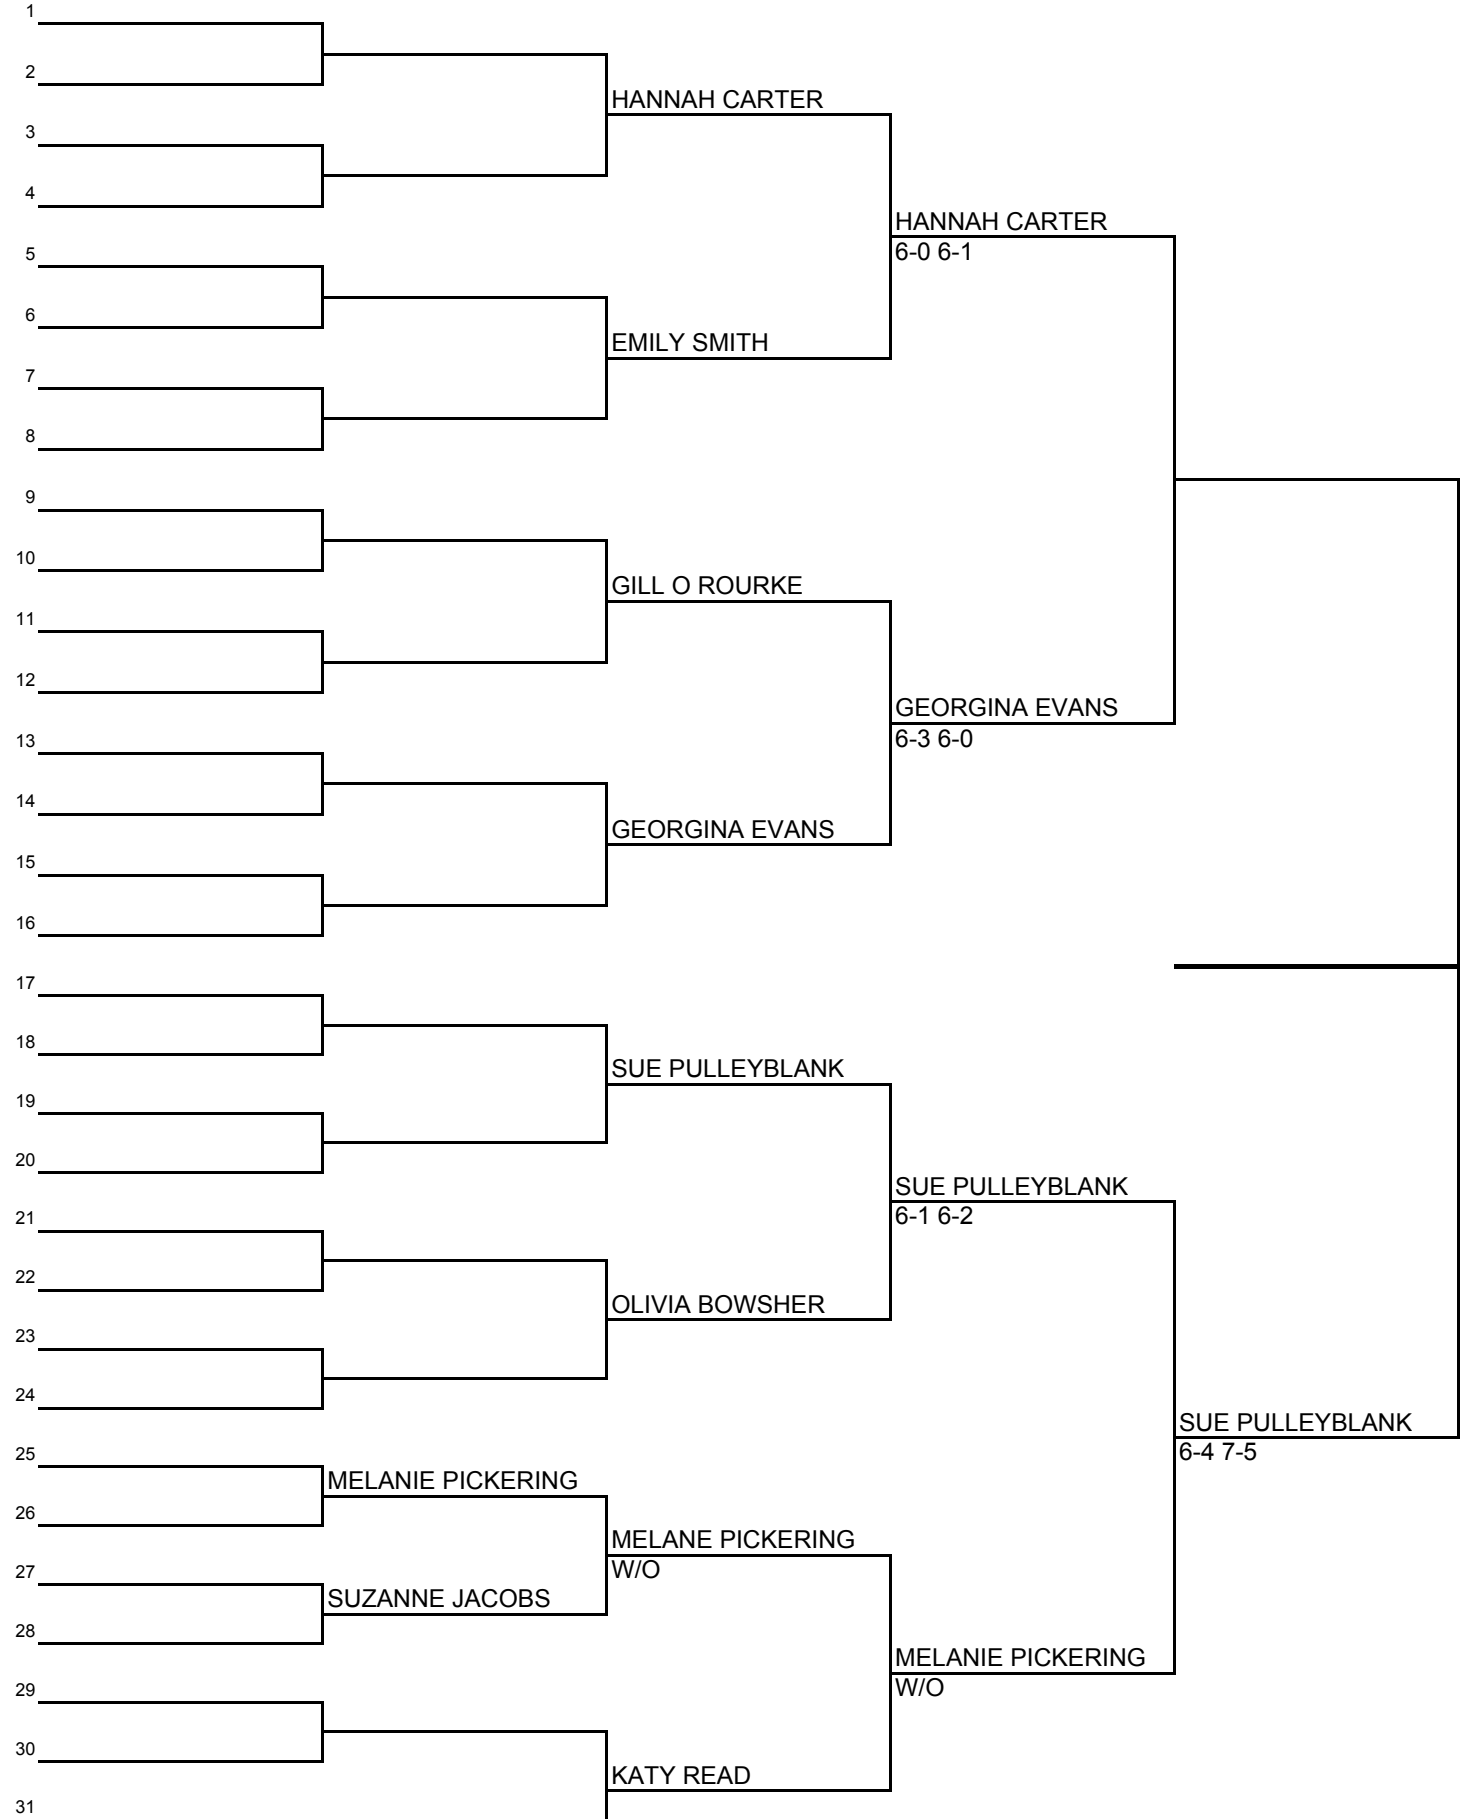 1
2
HANNAH CARTER
3
4
HANNAH CARTER
6-0 6-1
5
6
EMILY SMITH
7
8
9
10
GILL O ROURKE
11
12
GEORGINA EVANS
6-3 6-0
13
14
GEORGINA EVANS
15
16
17
18
SUE PULLEYBLANK
19
20
SUE PULLEYBLANK
6-1 6-2
21
22
OLIVIA BOWSHER
23
24
SUE PULLEYBLANK
6-4 7-5
25
MELANIE PICKERING
26
MELANE PICKERING
W/O
27
SUZANNE JACOBS
28
MELANIE PICKERING
W/O
29
30
KATY READ
31